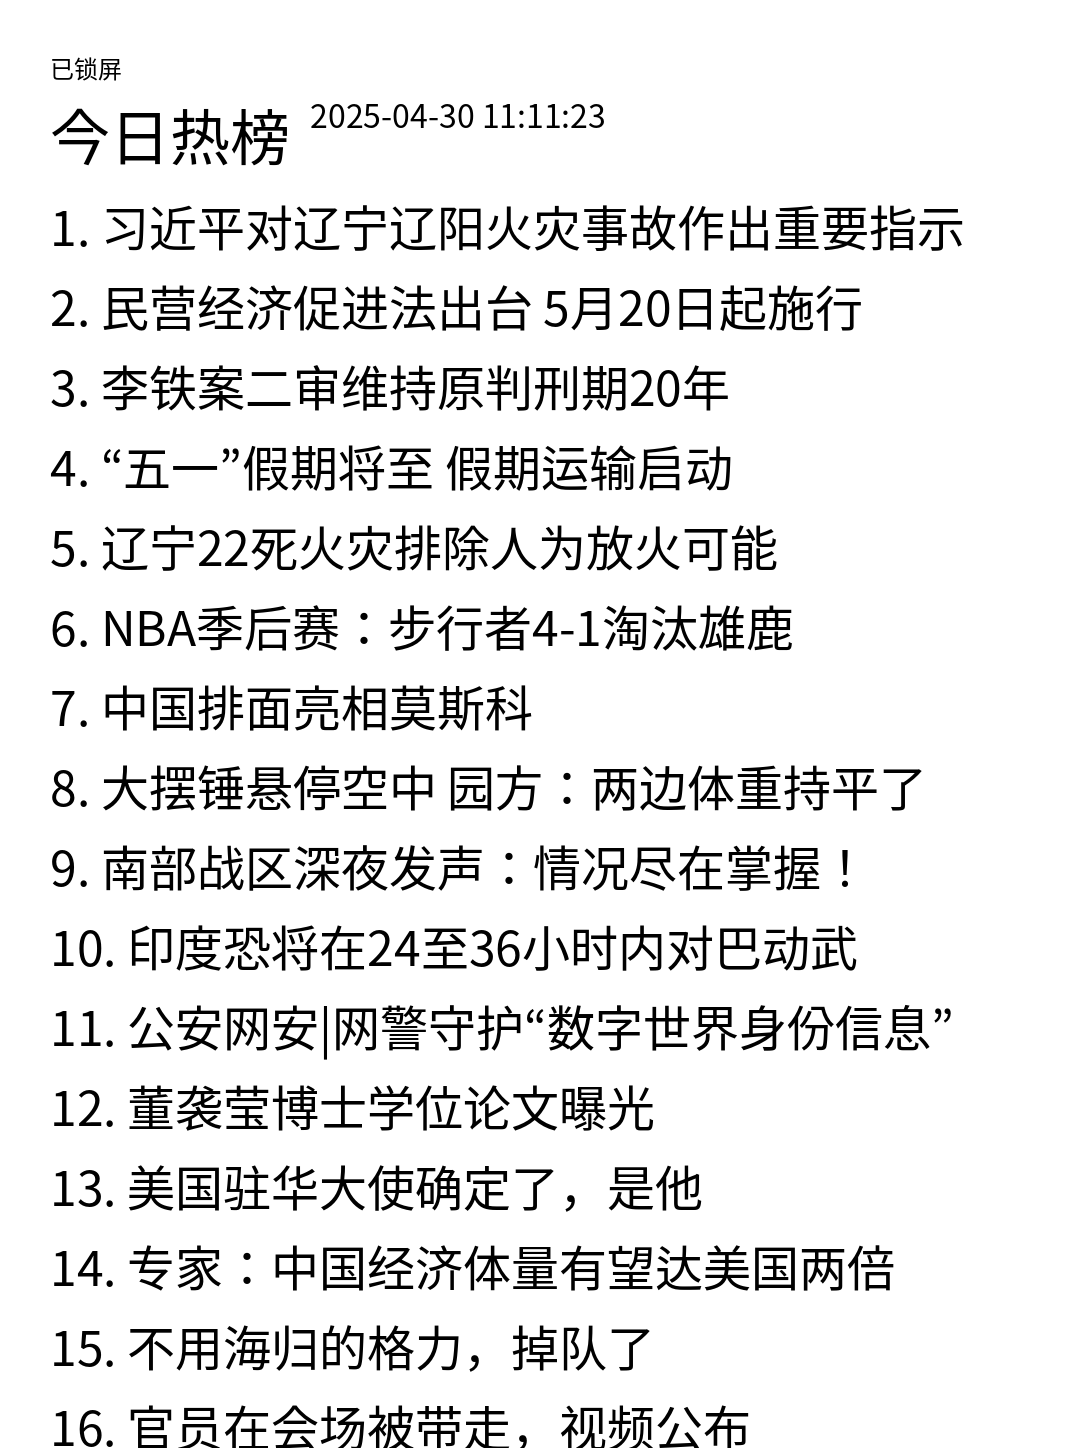 已锁屏
今日热榜 2025-04-30 11:11:23
1. 习近平对辽宁辽阳火灾事故作出重要指示
2. 民营经济促进法出台 5月20日起施行
3. 李铁案二审维持原判刑期20年
4. “五一”假期将至 假期运输启动
5. 辽宁22死火灾排除人为放火可能
6. NBA季后赛：步行者4-1淘汰雄鹿
7. 中国排面亮相莫斯科
8. 大摆锤悬停空中 园方：两边体重持平了
9. 南部战区深夜发声：情况尽在掌握！
10. 印度恐将在24至36小时内对巴动武
11. 公安网安|网警守护“数字世界身份信息”
12. 董袭莹博士学位论文曝光
13. 美国驻华大使确定了，是他
14. 专家：中国经济体量有望达美国两倍
15. 不用海归的格力，掉队了
16. 官员在会场被带走，视频公布